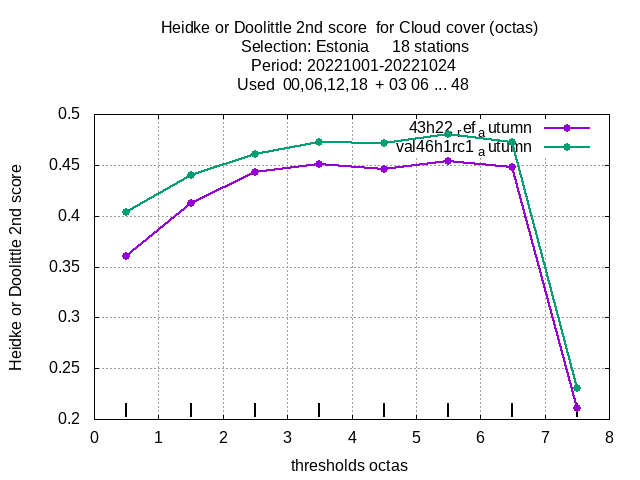 Heidke or Doolittle 2nd score  for Cloud cover (octas)
Selection: Estonia     18 stations
Period: 20221001-20221024
Used  00,06,12,18  + 03 06 ... 48
0.5
0.45
0.4
0.35
0.3
0.25
0.2
Heidke or Doolittle 2nd score
43h22_ref_autumn
val46h1rc1_autumn
0 1 2 3 4 5 6 7 8
thresholds octas